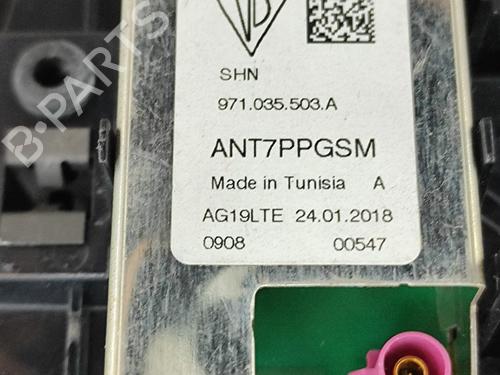 SHN
971.035.503.A
ANT7PPGSM
Made in Tunisia A
AG19LTE 24.01.2018
0908 00547
B-PARTS